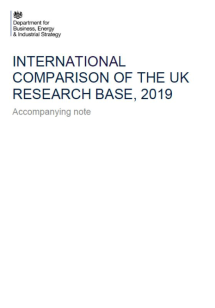 Department for
Business, Energy
& Industrial Strategy
INTERNATIONAL
COMPARISON OF THE UK
RESEARCH BASE, 2019
Accompanying note